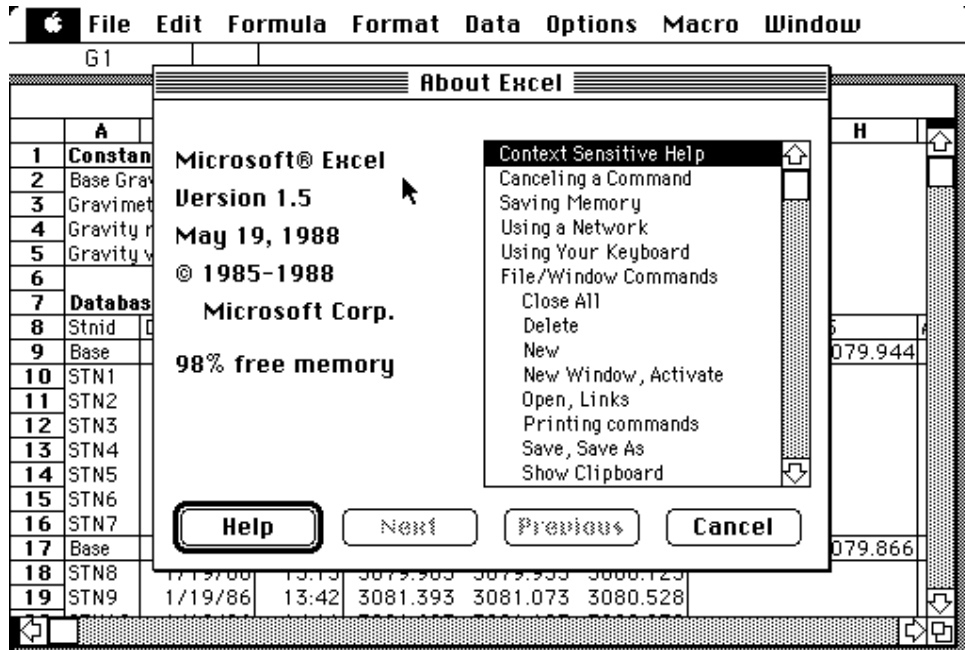 File Edit Formula Format Data Options Macro Window
G1
About Excel
Microsoft® Excel
Version 1.5
May 19, 1988
© 1985-1988
Microsoft Corp.
98% free memory
Context Sensitive Help
Canceling a Command
Saving Memory
Using a Network
Using Your Keyboard
File/Window Commands
Close All
Delete
New
New Window, Activate
Open, Links
Printing commands
Save, Save As
Show Clipboard
Help Next Previous Cancel
A H
1
2 Base
3
4 Gravity
5 Gravity
6
7
8 Stnid
9 Base 079.944
10 STN1
11 STN2
12 STN3
13 STN4
14 STN5
15 STN6
16 STN7
17 Base 079.866
18 STN8
19 STN9 1/19/86 13:42 3081.393 3081.073 3080.528